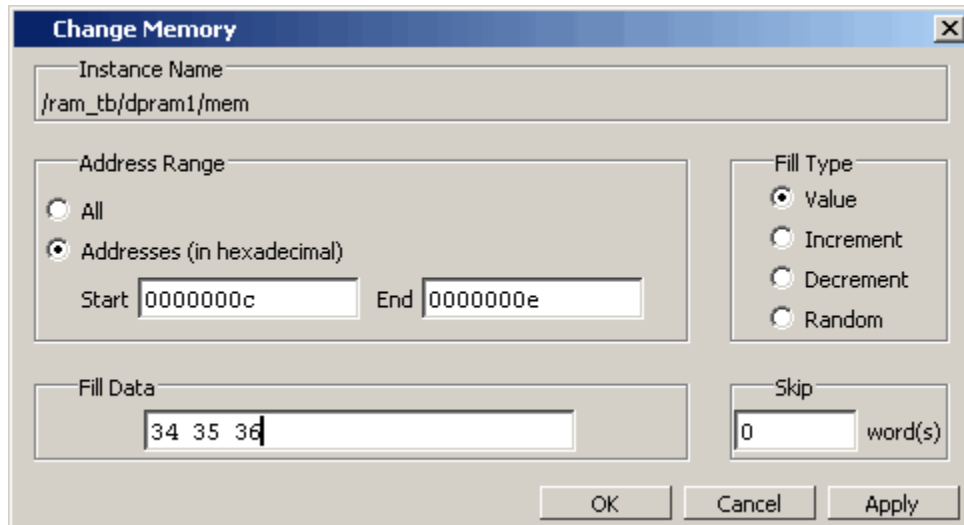 Change Memory
Instance Name
/ram_tb/dpram1/mem
Address Range
All
Addresses (in hexadecimal)
Start 0000000c End 0000000e
Fill Type
Value
Increment
Decrement
Random
Fill Data
34 35 36
Skip
0 word(s)
OK Cancel Apply